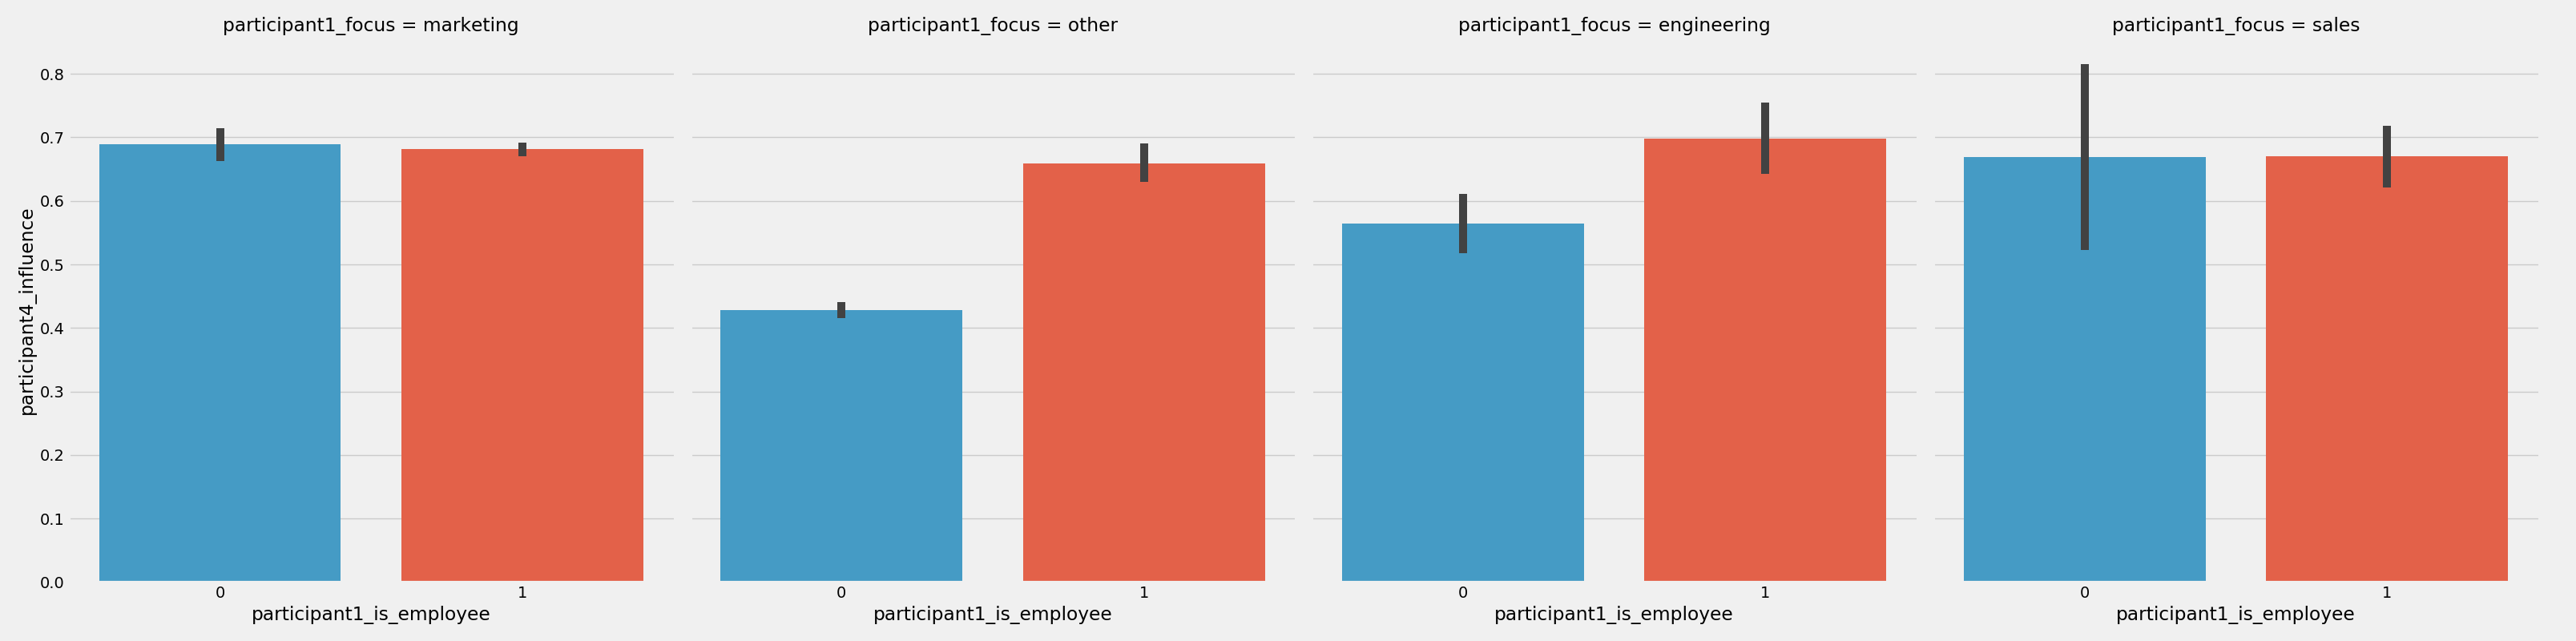 participant1_focus = marketing
participant1_focus = other
participant1_focus = engineering
participant1_focus = sales
participant4_influence
0.8
0.7
0.6
0.5
0.4
0.3
0.2
0.1
0.0
0 1
0 1
0 1
0 1
participant1_is_employee
participant1_is_employee
participant1_is_employee
participant1_is_employee